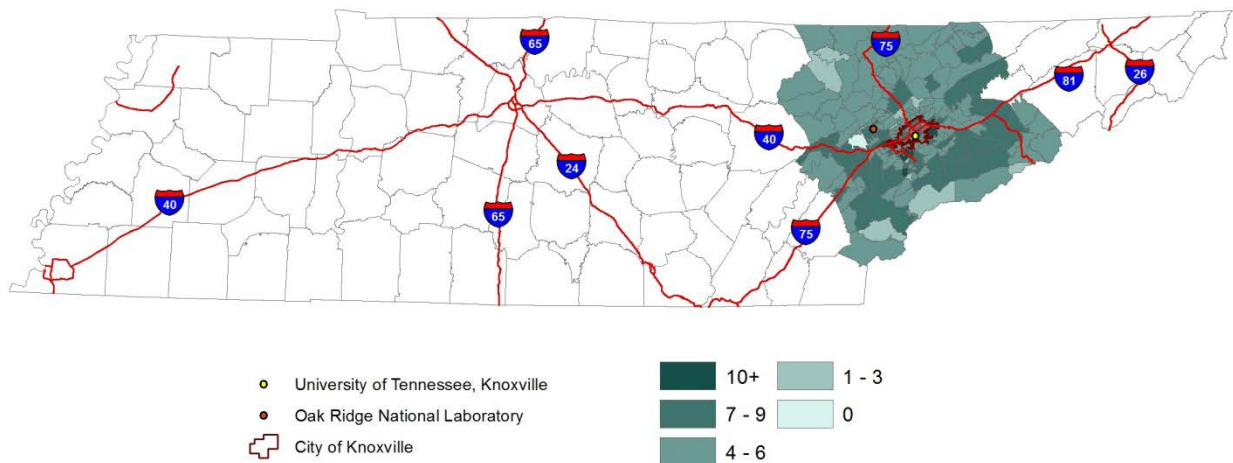 65
75
81
26
40
24
40
65
75
University of Tennessee, Knoxville
Oak Ridge National Laboratory
City of Knoxville
10+
7 - 9
4 - 6
1 - 3
0